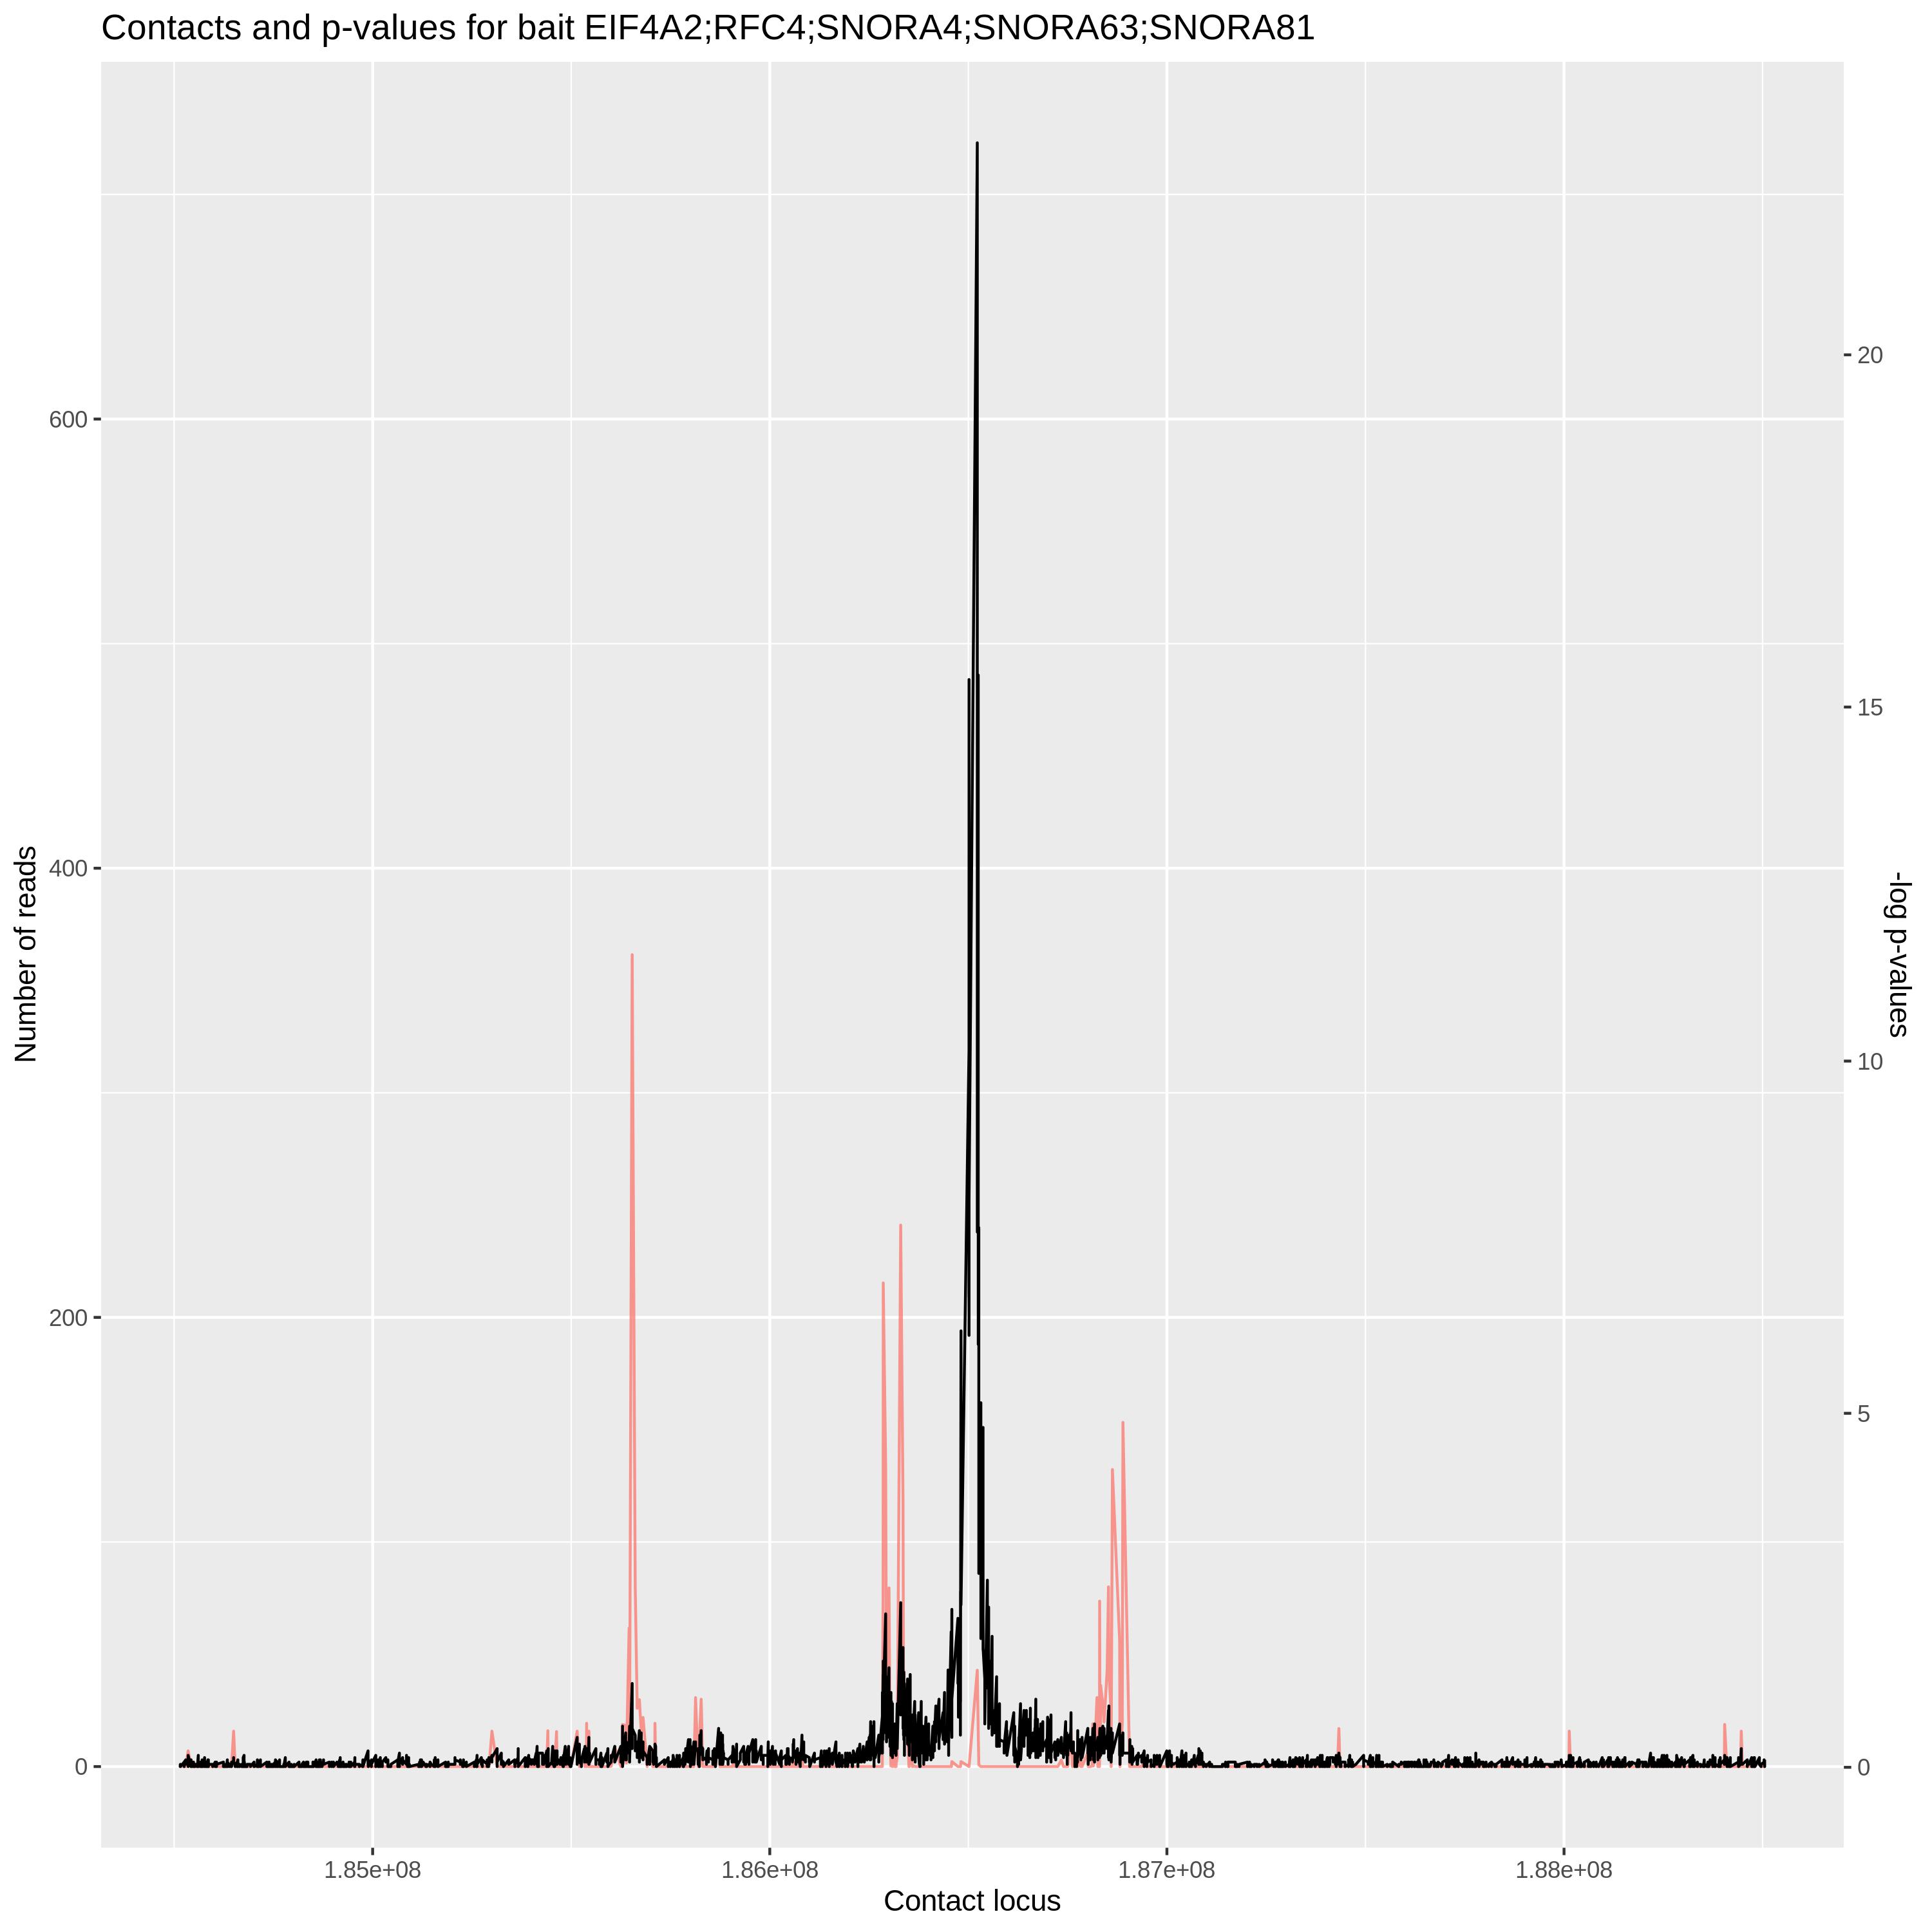 Contacts and p-values for bait EIF4A2;RFC4;SNORA4;SNORA63;SNORA81
Number of reads
600
400
200
0
20
15
10
5
0
-log p-values
1.85e+08 1.86e+08 1.87e+08 1.88e+08
Contact locus